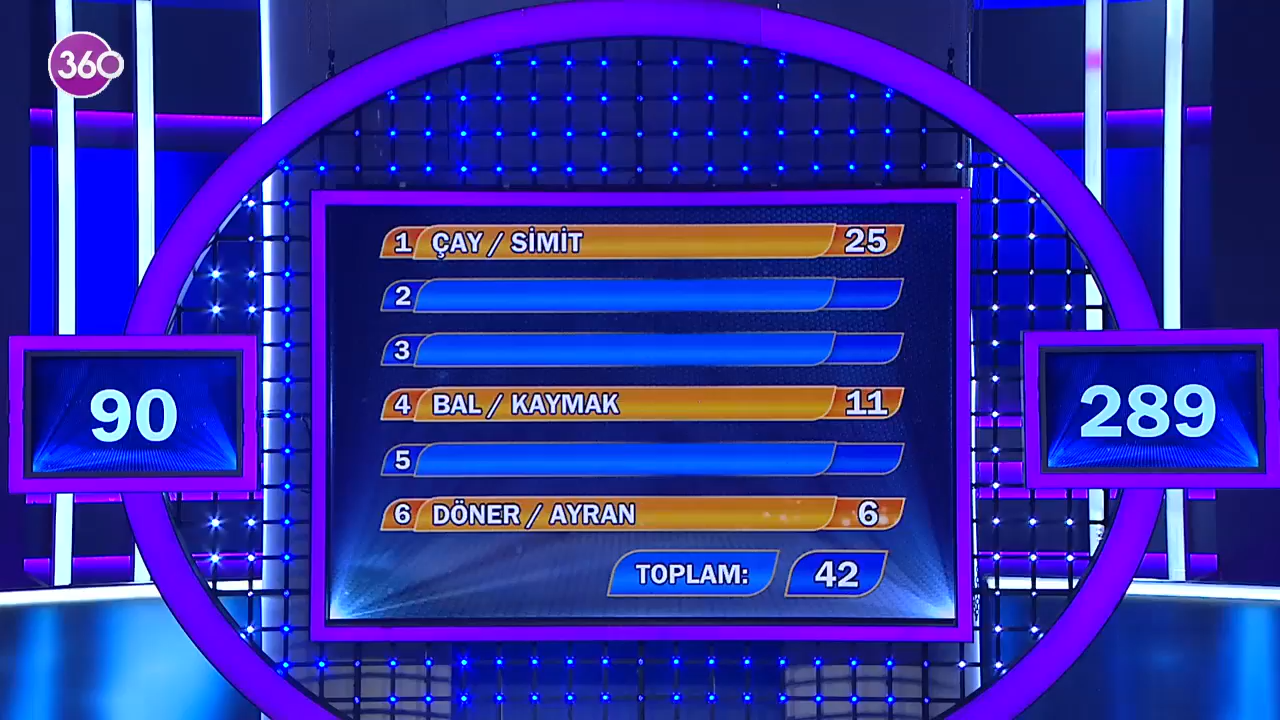 360
1 ÇAY / SİMİT 25
2
3
4 BAL / KAYMAK 11
5
6 DÖNER / AYRAN 6
TOPLAM: 42
90
289